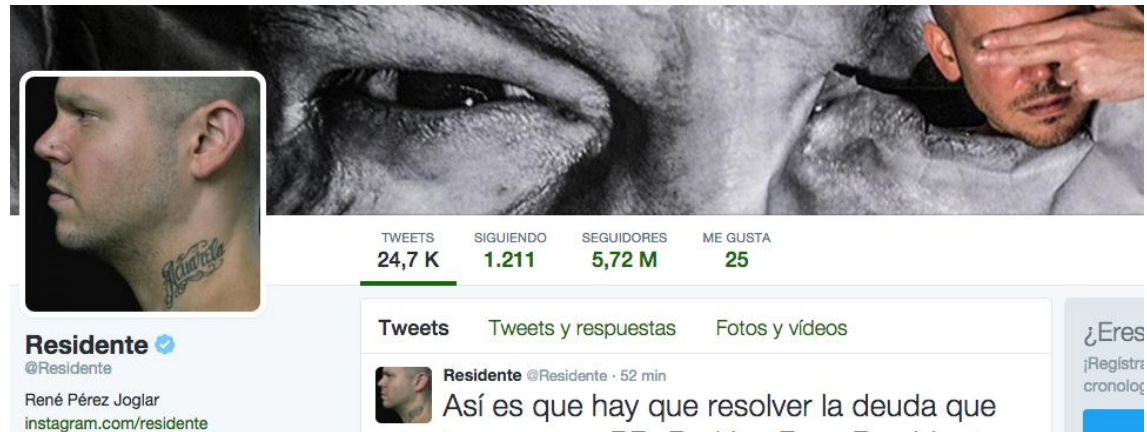 Acuarela
TWEETS SIGUIENDO SEGUIDORES ME GUSTA
24,7 K 1.211 5,72 M 25
Residente
@Residente
René Pérez Joglar
instagram.com/residente
Tweets Tweets y respuestas Fotos y vídeos
Residente @Residente · 52 min
Así es que hay que resolver la deuda que
¿Eres